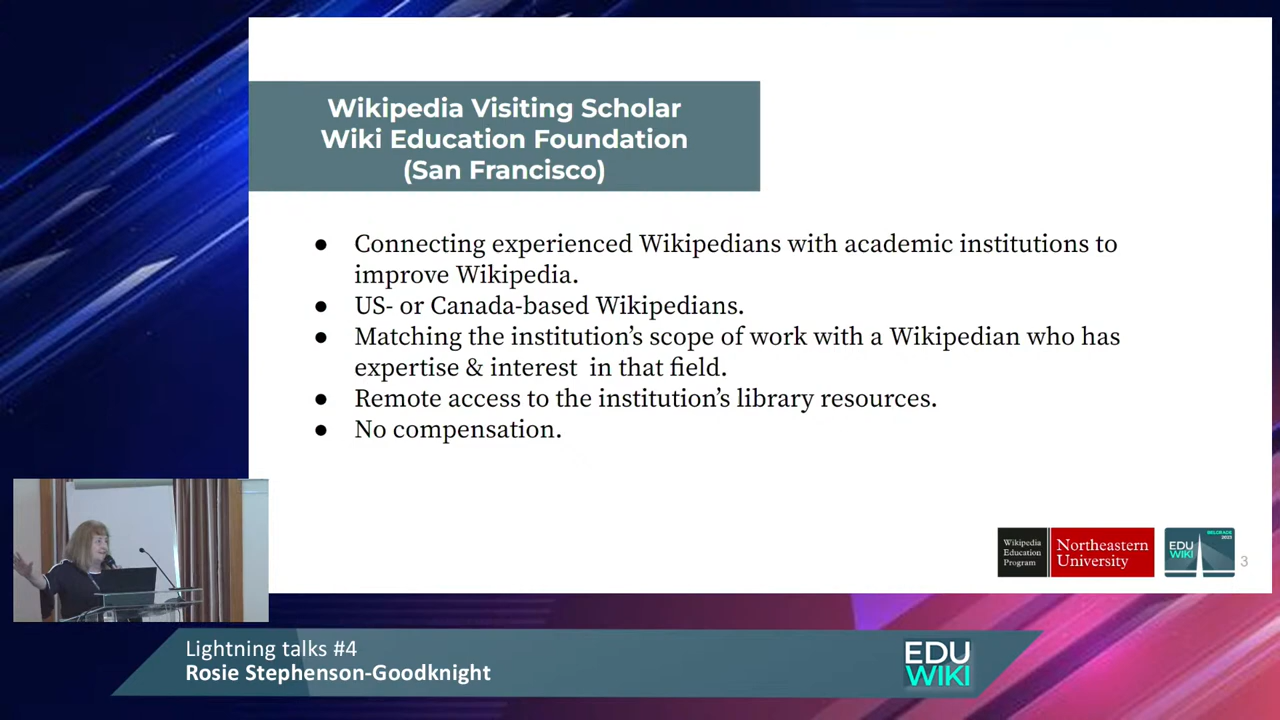 Wikipedia Visiting Scholar
Wiki Education Foundation
(San Francisco)
● Connecting experienced Wikipedians with academic institutions to
improve Wikipedia.
● US- or Canada-based Wikipedians.
● Matching the institution’s scope of work with a Wikipedian who has
expertise & interest  in that field.
● Remote access to the institution’s library resources.
● No compensation.
Wikipedia
Education
Program
Northeastern
University
BELGRADE
2023
EDU
WIKI
3
Lightning talks #4
Rosie Stephenson-Goodknight
EDU
WIKI